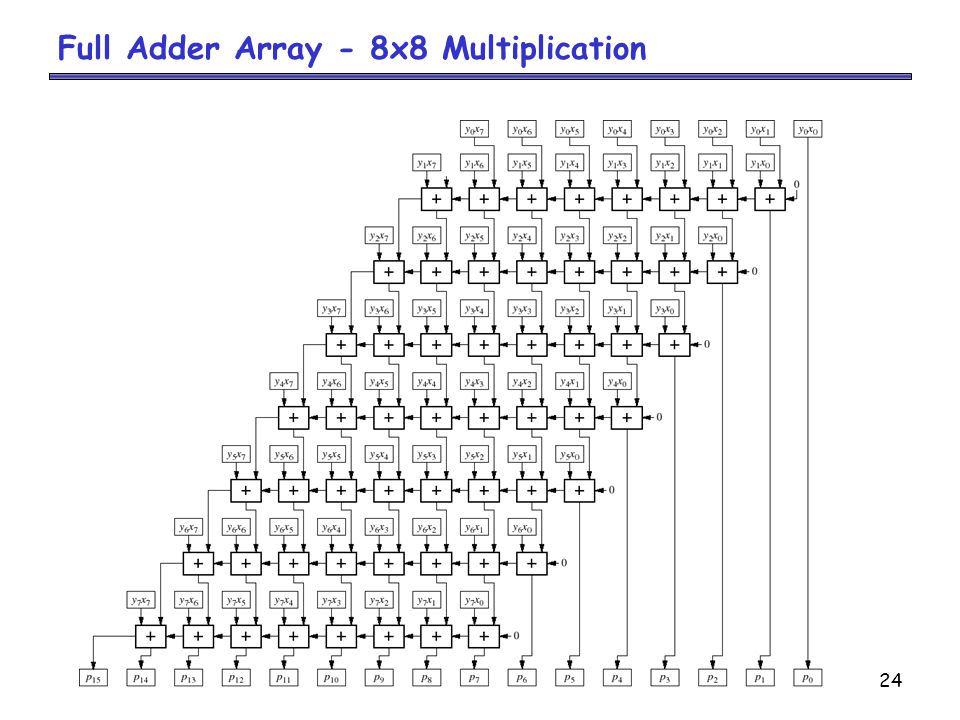 Full Adder Array - 8x8 Multiplication
y₀x₇ y₀x₆ y₀x₅ y₀x₄ y₀x₃ y₀x₂ y₀x₁ y₀x₀
y₁x₇ y₁x₆ y₁x₅ y₁x₄ y₁x₃ y₁x₂ y₁x₁ y₁x₀
0
+ + + + + + + +
y₂x₇ y₂x₆ y₂x₅ y₂x₄ y₂x₃ y₂x₂ y₂x₁ y₂x₀
+ + + + + + + + 0
y₃x₇ y₃x₆ y₃x₅ y₃x₄ y₃x₃ y₃x₂ y₃x₁ y₃x₀
+ + + + + + + + 0
y₄x₇ y₄x₆ y₄x₅ y₄x₄ y₄x₃ y₄x₂ y₄x₁ y₄x₀
+ + + + + + + + 0
y₅x₇ y₅x₆ y₅x₅ y₅x₄ y₅x₃ y₅x₂ y₅x₁ y₅x₀
+ + + + + + + + 0
y₆x₇ y₆x₆ y₆x₅ y₆x₄ y₆x₃ y₆x₂ y₆x₁ y₆x₀
+ + + + + + + + 0
y₇x₇ y₇x₆ y₇x₅ y₇x₄ y₇x₃ y₇x₂ y₇x₁ y₇x₀
+ + + + + + + + 0
p₁₅ p₁₄ p₁₃ p₁₂ p₁₁ p₁₀ p₉ p₈ p₇ p₆ p₅ p₄ p₃ p₂ p₁ p₀
24